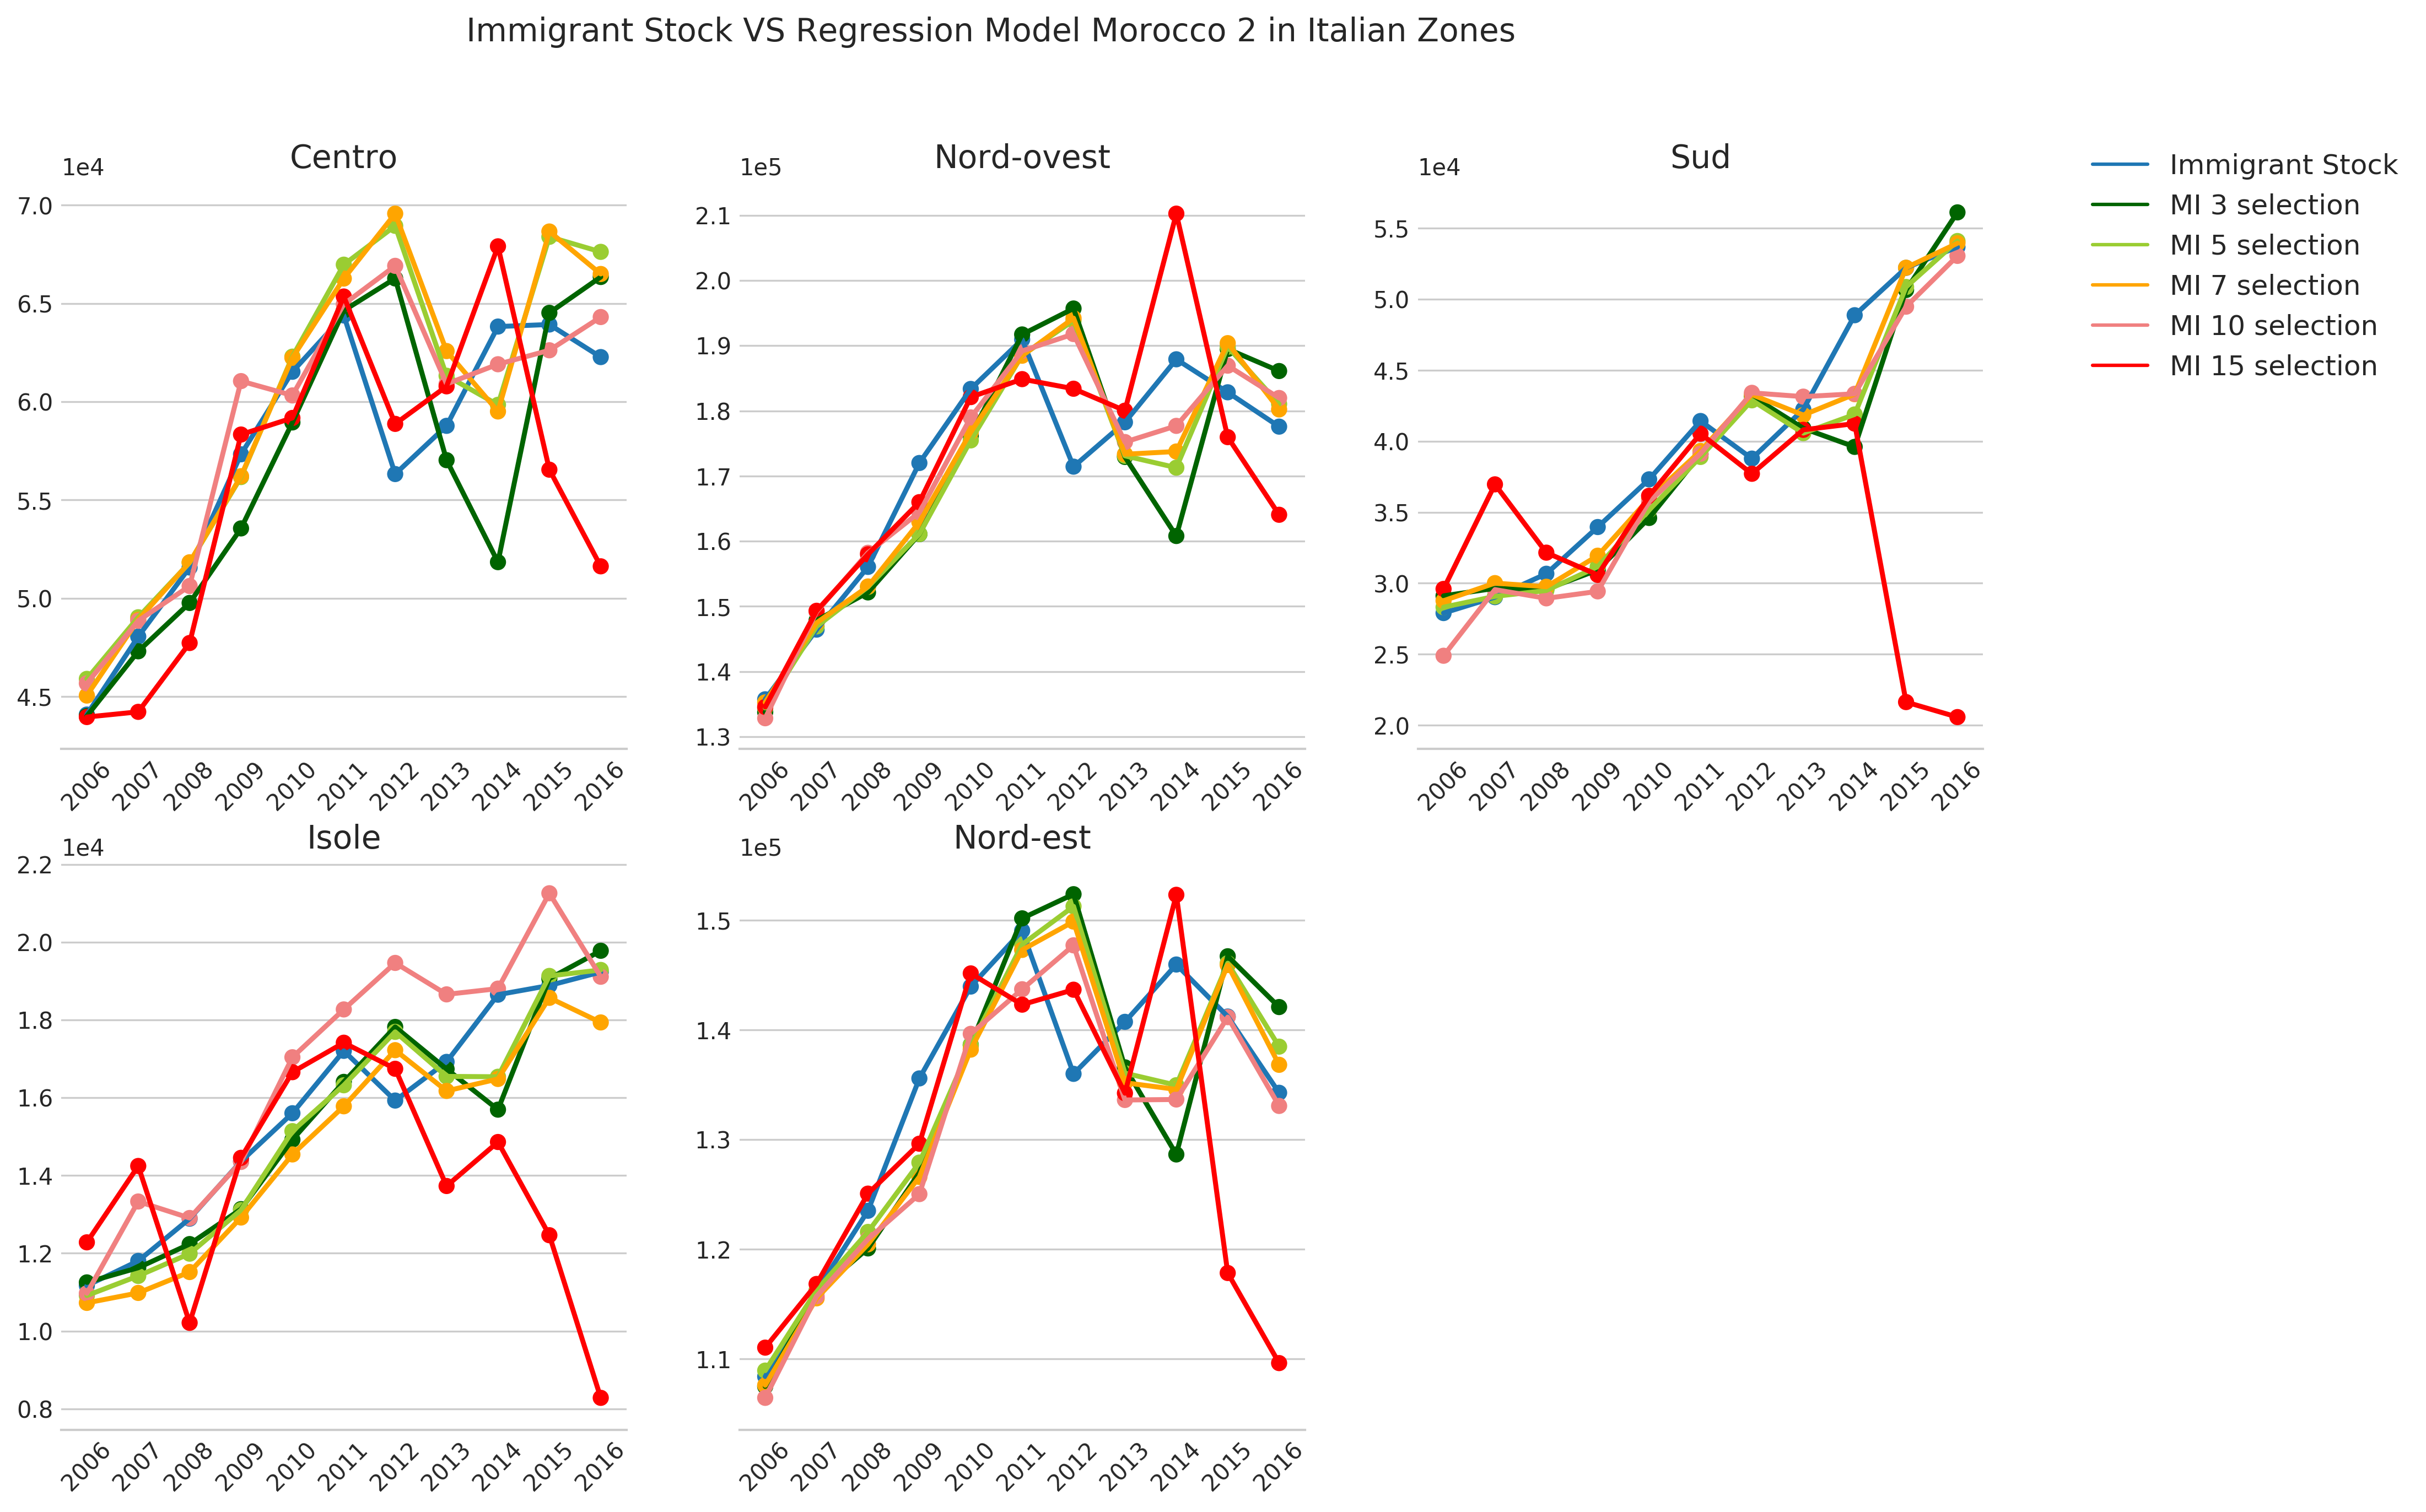 Immigrant Stock VS Regression Model Morocco 2 in Italian Zones
Centro
1e4
7.0
6.5
6.0
5.5
5.0
4.5
2006 2007 2008 2009 2010 2011 2012 2013 2014 2015 2016
Nord-ovest
1e5
2.1
2.0
1.9
1.8
1.7
1.6
1.5
1.4
1.3
2006 2007 2008 2009 2010 2011 2012 2013 2014 2015 2016
Sud
1e4
5.5
5.0
4.5
4.0
3.5
3.0
2.5
2.0
2006 2007 2008 2009 2010 2011 2012 2013 2014 2015 2016
Immigrant Stock
MI 3 selection
MI 5 selection
MI 7 selection
MI 10 selection
MI 15 selection
Isole
1e4
2.2
2.0
1.8
1.6
1.4
1.2
1.0
0.8
2006 2007 2008 2009 2010 2011 2012 2013 2014 2015 2016
Nord-est
1e5
1.5
1.4
1.3
1.2
1.1
2006 2007 2008 2009 2010 2011 2012 2013 2014 2015 2016